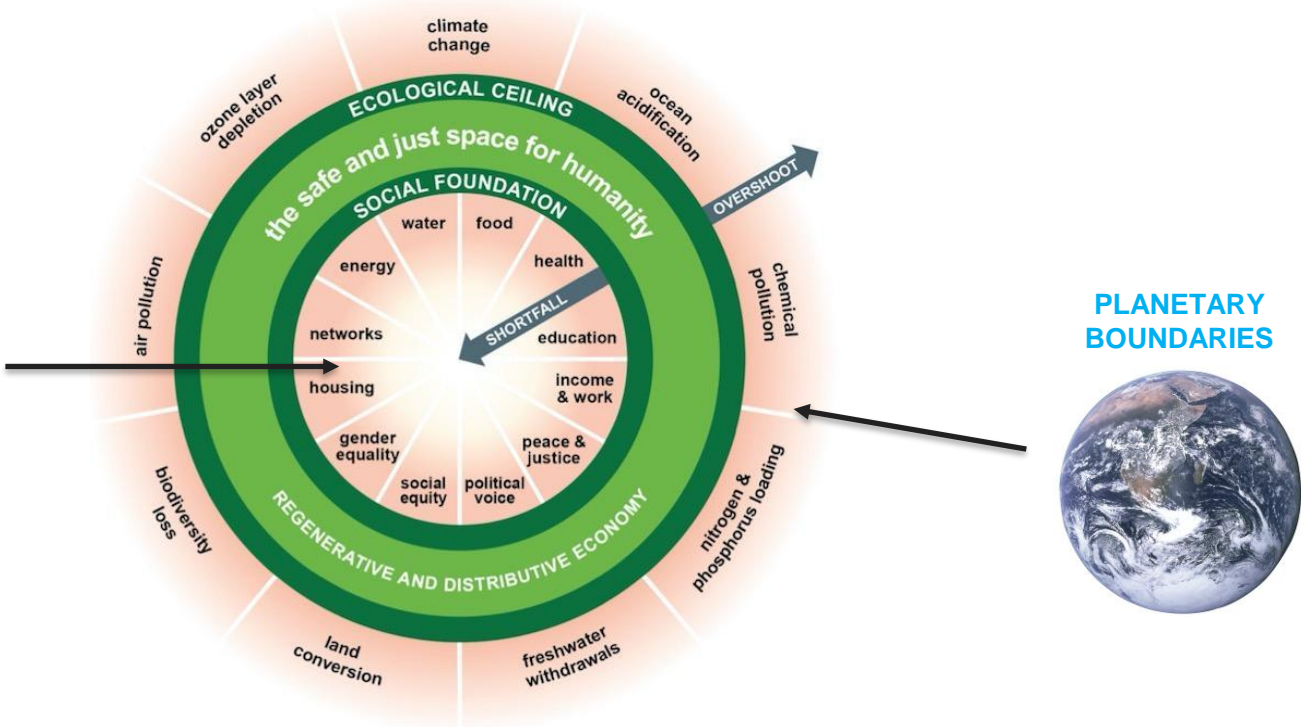 climate
change
ocean
acidification
chemical
pollution
nitrogen &
phosphorus loading
freshwater
withdrawals
land
conversion
biodiversity
loss
air pollution
ozone layer
depletion
ECOLOGICAL CEILING
the safe and just space for humanity
SOCIAL FOUNDATION
OVERSHOOT
SHORTFALL
water
food
health
education
income
& work
peace &
justice
political
voice
social
equity
gender
equality
housing
networks
energy
REGENERATIVE AND DISTRIBUTIVE ECONOMY
PLANETARY
BOUNDARIES